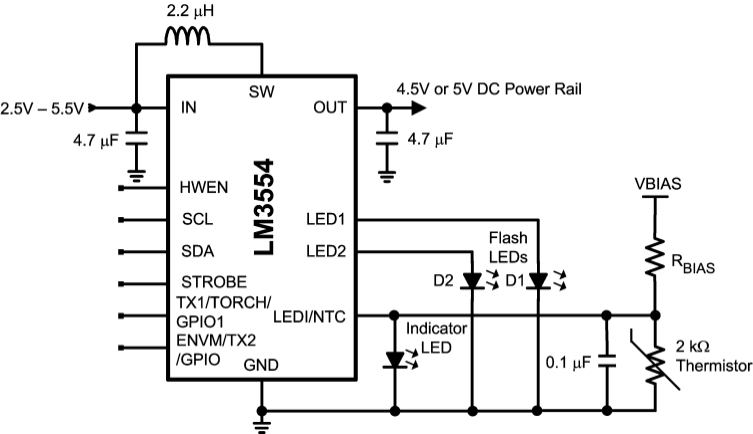 2.2 µH
SW
2.5V – 5.5V
IN
OUT
4.5V or 5V DC Power Rail
4.7 µF
4.7 µF
LM3554
HWEN
SCL
SDA
STROBE
TX1/TORCH/
GPIO1
ENVM/TX2
/GPIO
GND
LED1
LED2
LEDI/NTC
Flash
LEDs
D2
D1
Indicator
LED
VBIAS
RBIAS
0.1 µF
2 kΩ
Thermistor